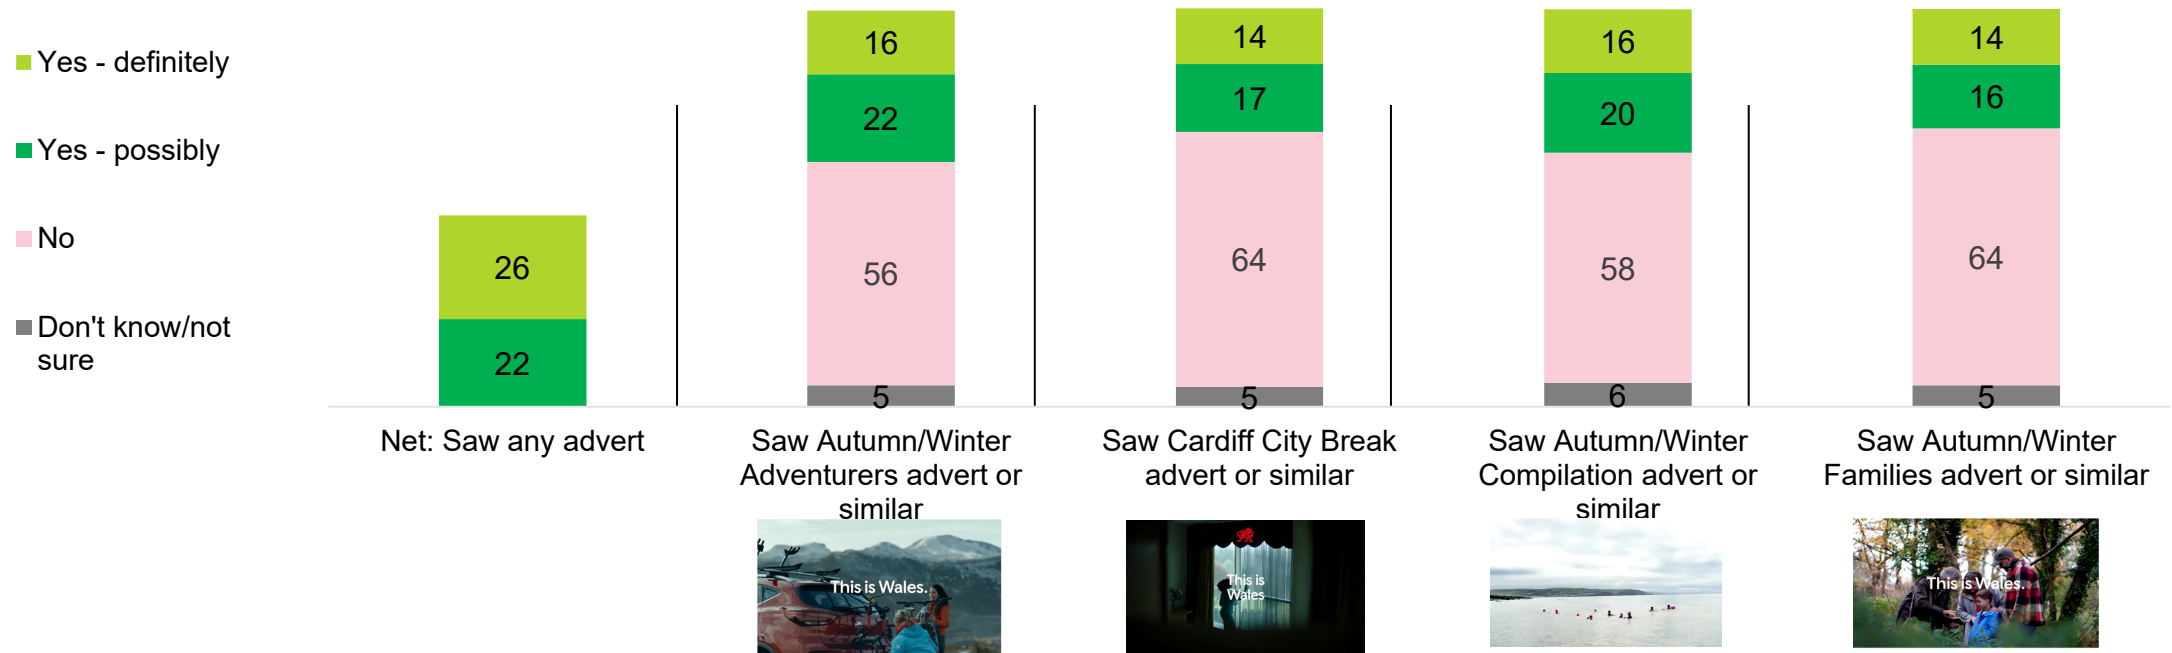 Yes - definitely
Yes - possibly
No
Don't know/not
sure
26
22
16
22
56
5
14
17
64
5
16
20
58
6
14
16
64
5
Net: Saw any advert
Saw Autumn/Winter
Adventurers advert or
similar
Saw Cardiff City Break
advert or similar
Saw Autumn/Winter
Compilation advert or
similar
Saw Autumn/Winter
Families advert or similar
This is Wales.
This is
Wales
This is Wales.